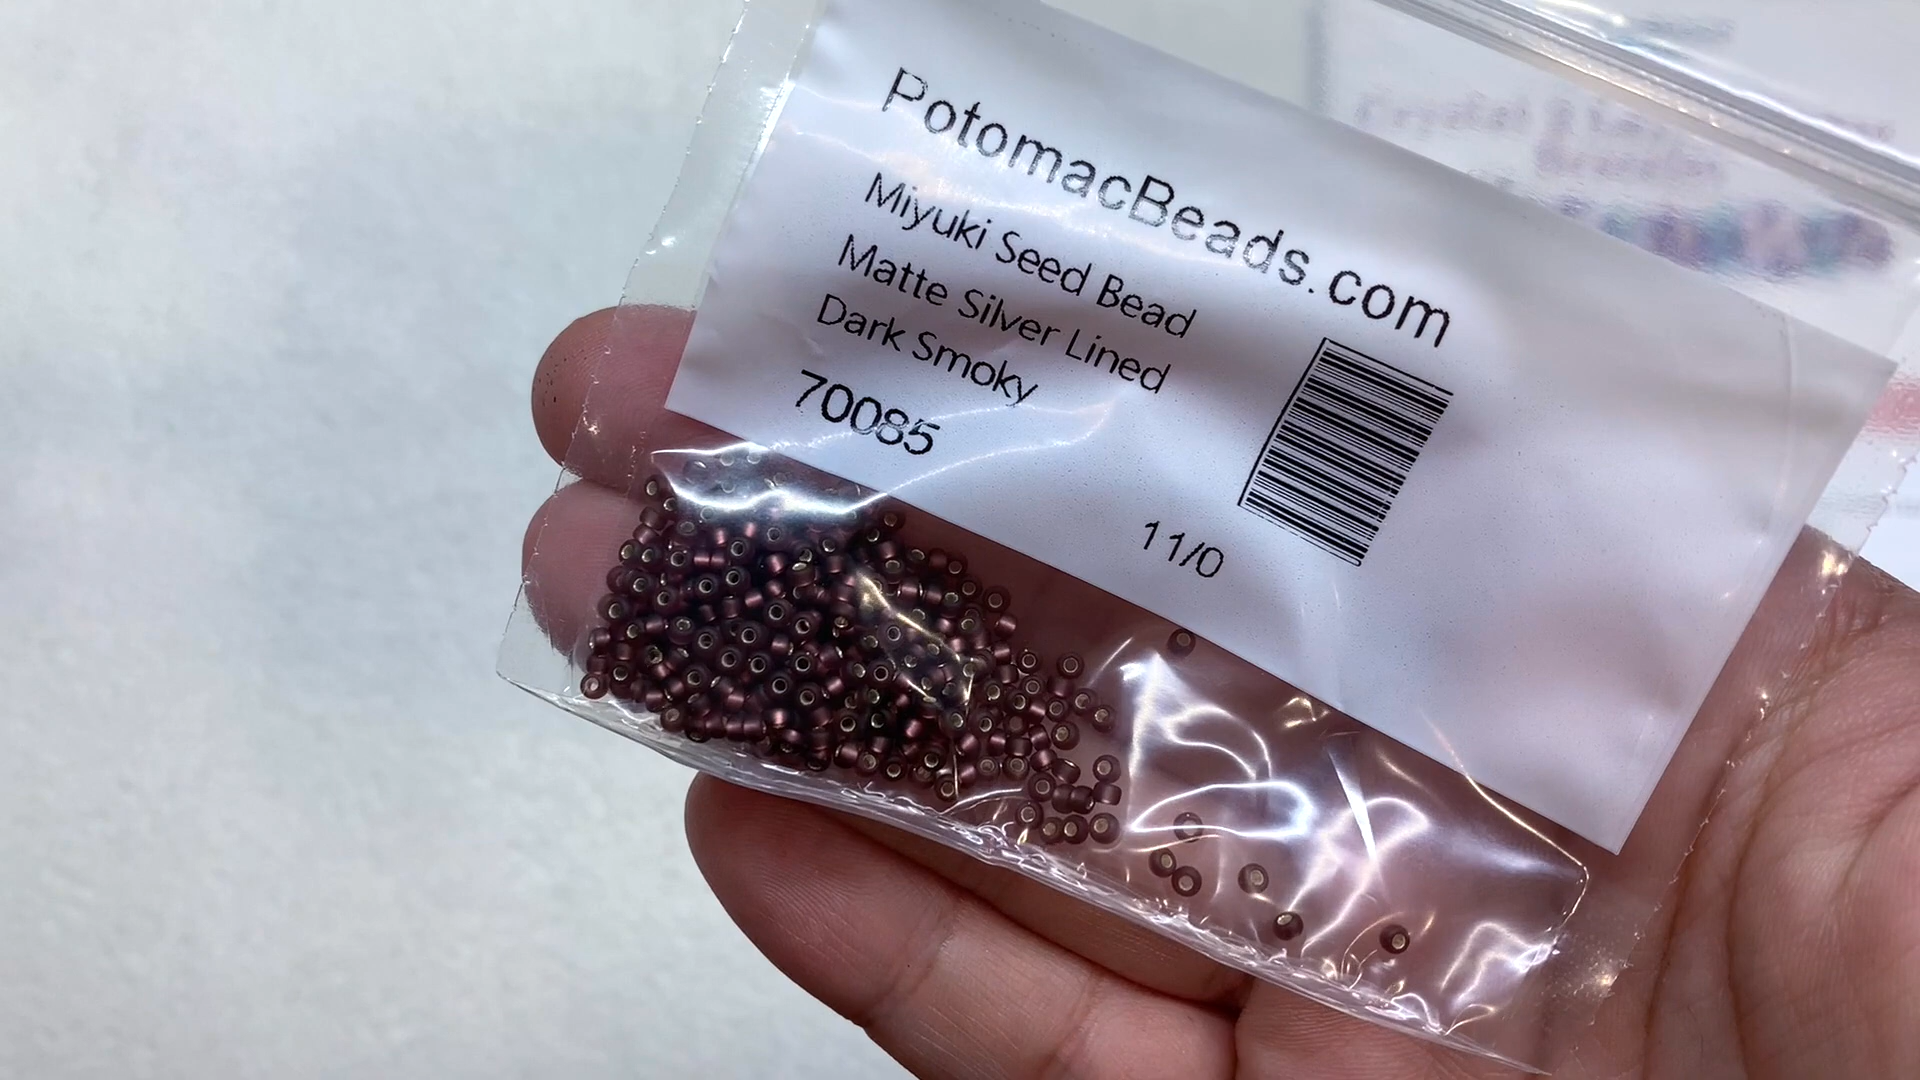 PotomacBeads.com
Miyuki Seed Bead
Matte Silver Lined
Dark Smoky
70085
11/0